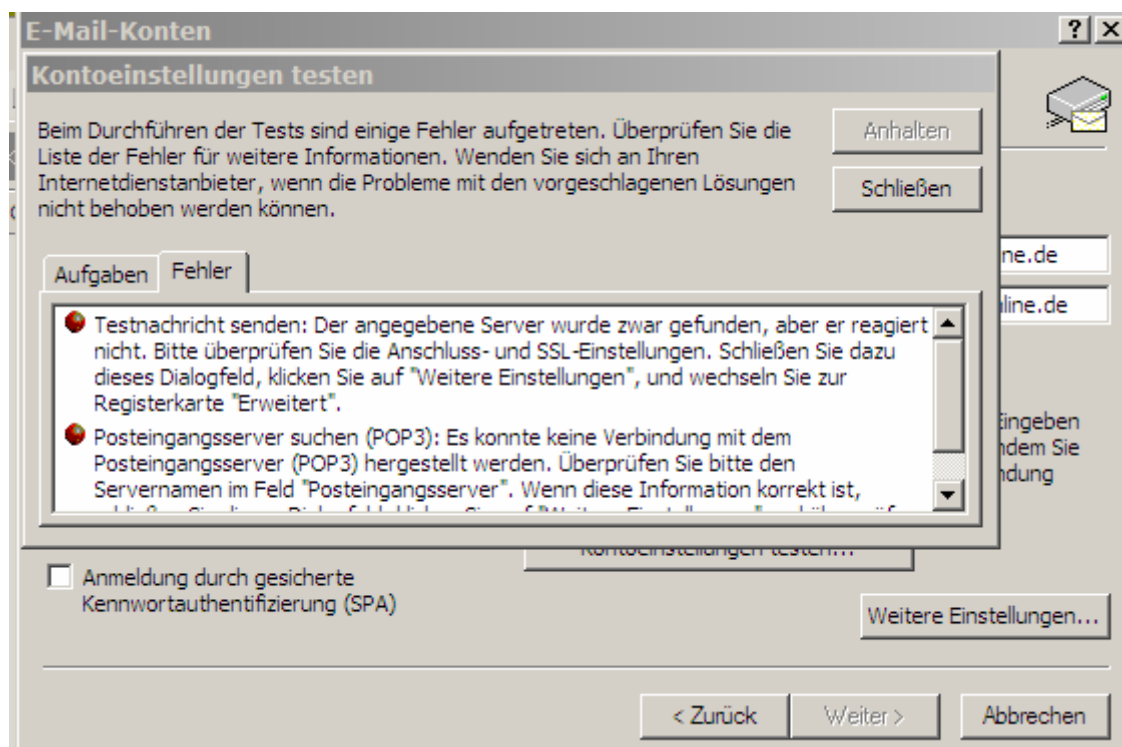 E-Mail-Konten
Kontoeinstellungen testen
Beim Durchführen der Tests sind einige Fehler aufgetreten. Überprüfen Sie die
Liste der Fehler für weitere Informationen. Wenden Sie sich an Ihren
Internetdienstanbieter, wenn die Probleme mit den vorgeschlagenen Lösungen
nicht behoben werden können.
Anhalten
Schließen
ne.de
line.de
Aufgaben
Fehler
Testnachricht senden: Der angegebene Server wurde zwar gefunden, aber er reagiert
nicht. Bitte überprüfen Sie die Anschluss- und SSL-Einstellungen. Schließen Sie dazu
dieses Dialogfeld, klicken Sie auf "Weitere Einstellungen", und wechseln Sie zur
Registerkarte "Erweitert".
Posteingangsserver suchen (POP3): Es konnte keine Verbindung mit dem
Posteingangsserver (POP3) hergestellt werden. Überprüfen Sie bitte den
Servernamen im Feld "Posteingangsserver". Wenn diese Information korrekt ist,
Eingeben
ndem Sie
ndung
Kontoeinstellungen testen...
Anmeldung durch gesicherte
Kennwortauthentifizierung (SPA)
Weitere Einstellungen...
< Zurück
Weiter >
Abbrechen